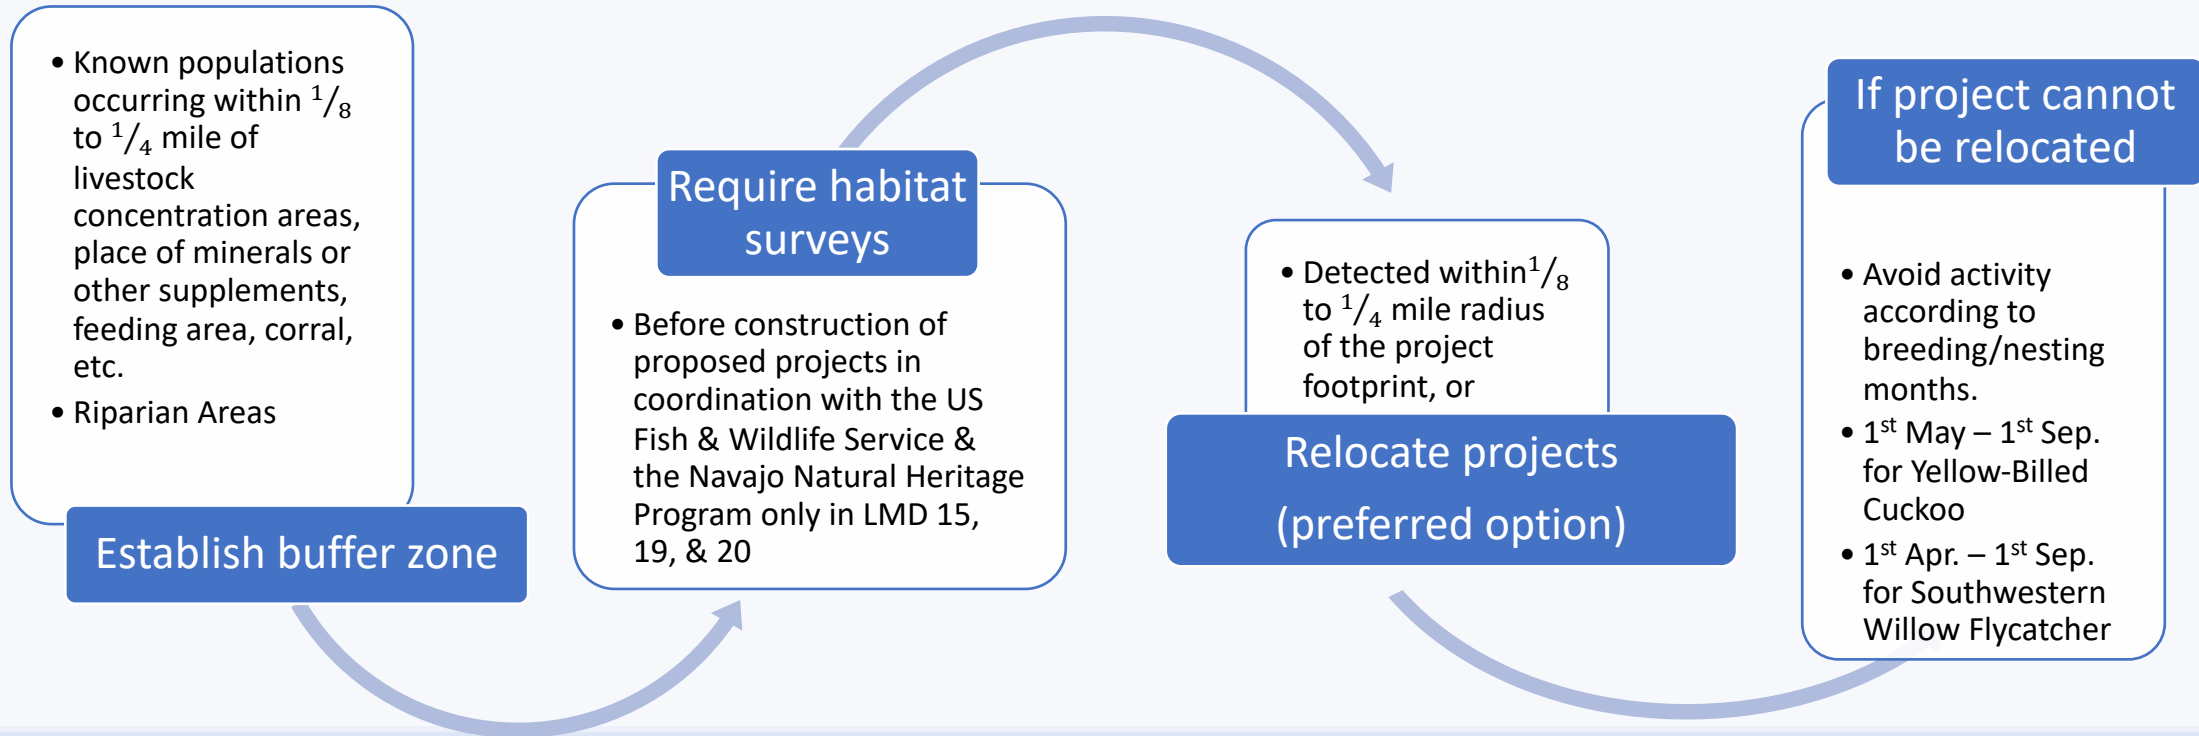 • Known populations
occurring within 1/8
to 1/4 mile of
livestock
concentration areas,
place of minerals or
other supplements,
feeding area, corral,
etc.
• Riparian Areas
Establish buffer zone
Require habitat
surveys
• Before construction of
proposed projects in
coordination with the US
Fish & Wildlife Service &
the Navajo Natural Heritage
Program only in LMD 15,
19, & 20
• Detected within 1/8
to 1/4 mile radius
of the project
footprint, or
Relocate projects
(preferred option)
If project cannot
be relocated
• Avoid activity
according to
breeding/nesting
months.
• 1st May – 1st Sep.
for Yellow-Billed
Cuckoo
• 1st Apr. – 1st Sep.
for Southwestern
Willow Flycatcher